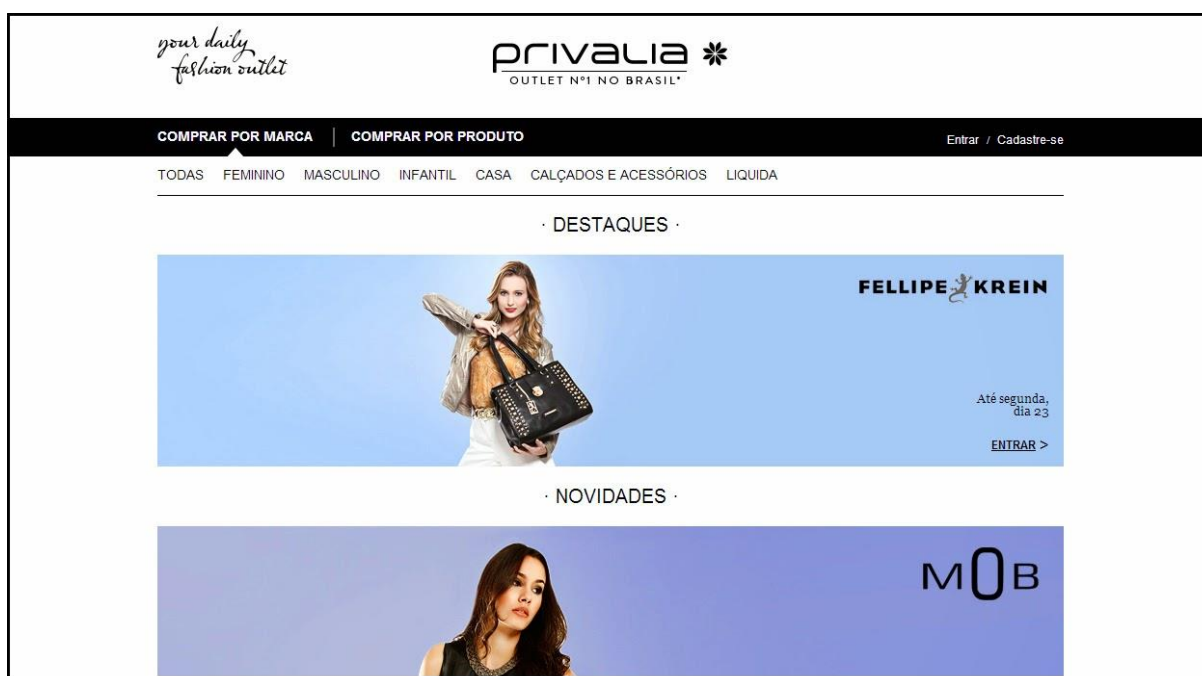 your daily
fashion outlet
privalia
OUTLET Nº1 NO BRASIL*
COMPRAR POR MARCA | COMPRAR POR PRODUTO
Entrar / Cadastre-se
TODAS FEMININO MASCULINO INFANTIL CASA CALÇADOS E ACESSÓRIOS LIQUIDA
· DESTAQUES ·
FELLIPE KREIN
Até segunda,
dia 23
ENTRAR >
· NOVIDADES ·
MOB